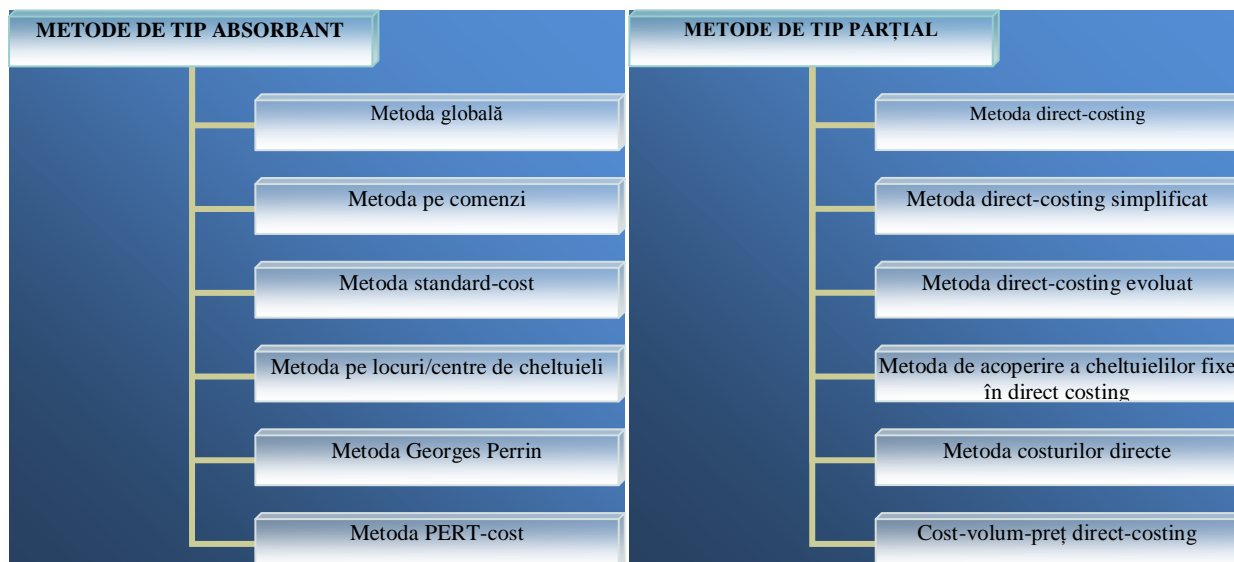 METODE DE TIP ABSORBANT
Metoda globală
Metoda pe comenzi
Metoda standard-cost
Metoda pe locuri/centre de cheltuieli
Metoda Georges Perrin
Metoda PERT-cost
METODE DE TIP PARȚIAL
Metoda direct-costing
Metoda direct-costing simplificat
Metoda direct-costing evoluat
Metoda de acoperire a cheltuielilor fixe
în direct costing
Metoda costurilor directe
Cost-volum-preț direct-costing